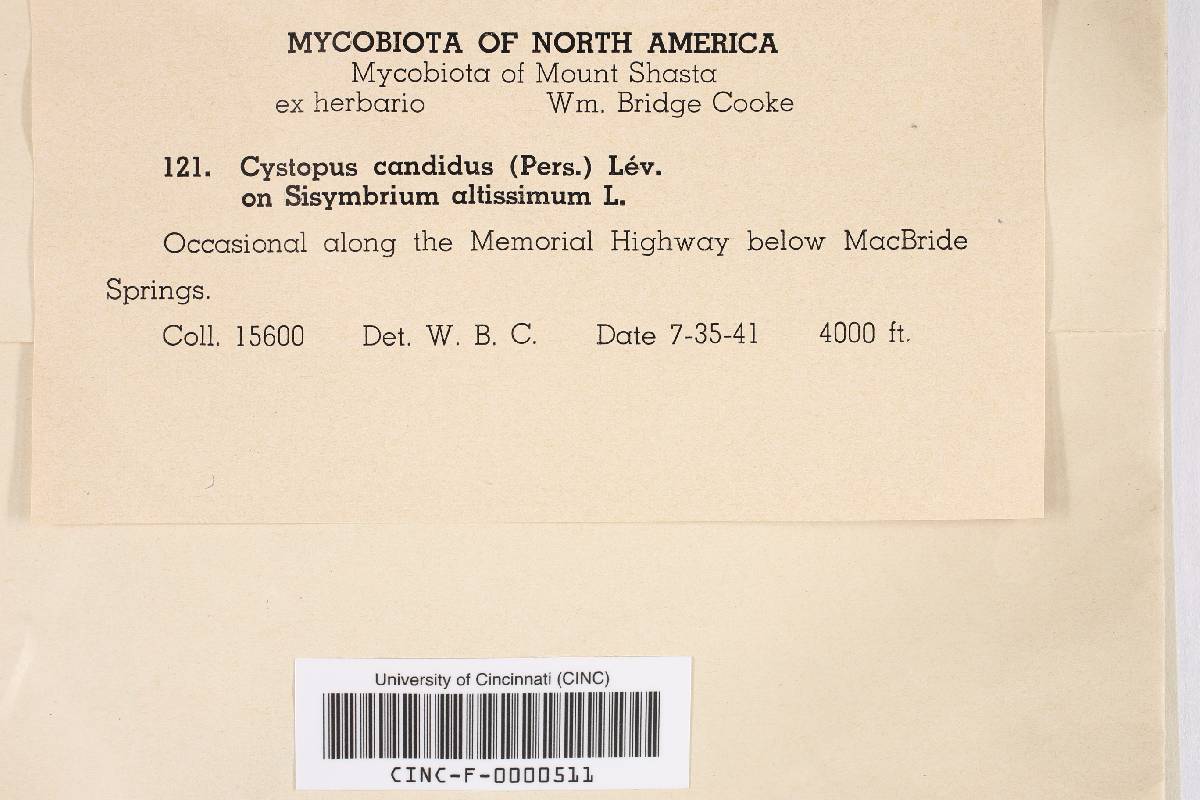 MYCOBIOTA OF NORTH AMERICA
Mycobiota of Mount Shasta
ex herbario Wm. Bridge Cooke
121. Cystopus candidus (Pers.) Lév.
on Sisymbrium altissimum L.
Occasional along the Memorial Highway below MacBride
Springs.
Coll. 15600 Det. W. B. C. Date 7-35-41 4000 ft.
University of Cincinnati (CINC)
CINC-F-0000511